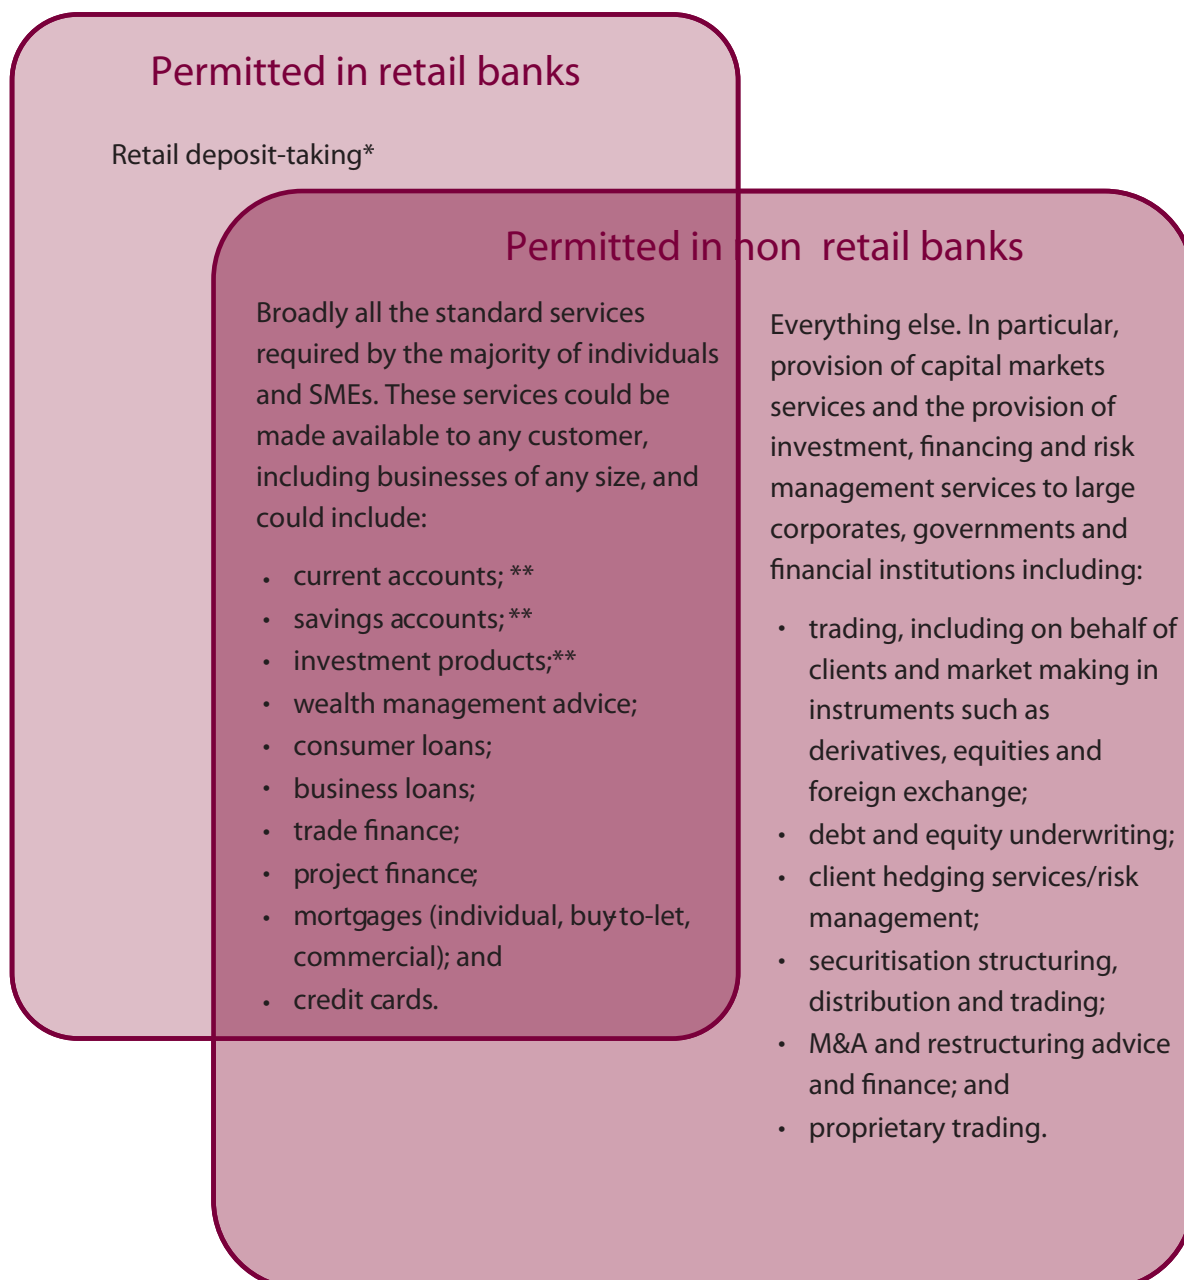 Permitted in retail banks
Retail deposit-taking*
Permitted in non retail banks
Broadly all the standard services
required by the majority of individuals
and SMEs. These services could be
made available to any customer,
including businesses of any size, and
could include:
• current accounts; **
• savings accounts; **
• investment products;**
• wealth management advice;
• consumer loans;
• business loans;
• trade finance;
• project finance;
• mortgages (individual, buy-to-let,
commercial); and
• credit cards.
Everything else. In particular,
provision of capital markets
services and the provision of
investment, financing and risk
management services to large
corporates, governments and
financial institutions including:
• trading, including on behalf of
clients and market making in
instruments such as
derivatives, equities and
foreign exchange;
• debt and equity underwriting;
• client hedging services/risk
management;
• securitisation structuring,
distribution and trading;
• M&A and restructuring advice
and finance; and
• proprietary trading.